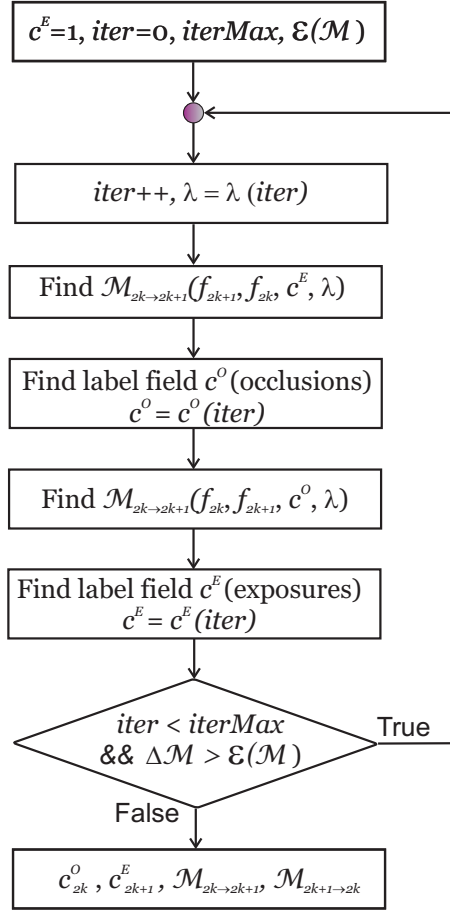 c^E=1, iter=0, iterMax, ε(ℳ)
iter++, λ = λ (iter)
Find ℳ_{2k→2k+1}(f_{2k+1}, f_{2k}, c^E, λ)
Find label field c^O(occlusions)
c^O = c^O(iter)
Find ℳ_{2k→2k+1}(f_{2k}, f_{2k+1}, c^O, λ)
Find label field c^E(exposures)
c^E = c^E(iter)
iter < iterMax
&& Δℳ > ε(ℳ)
True
False
c^O_{2k}, c^E_{2k+1}, ℳ_{2k→2k+1}, ℳ_{2k+1→2k}